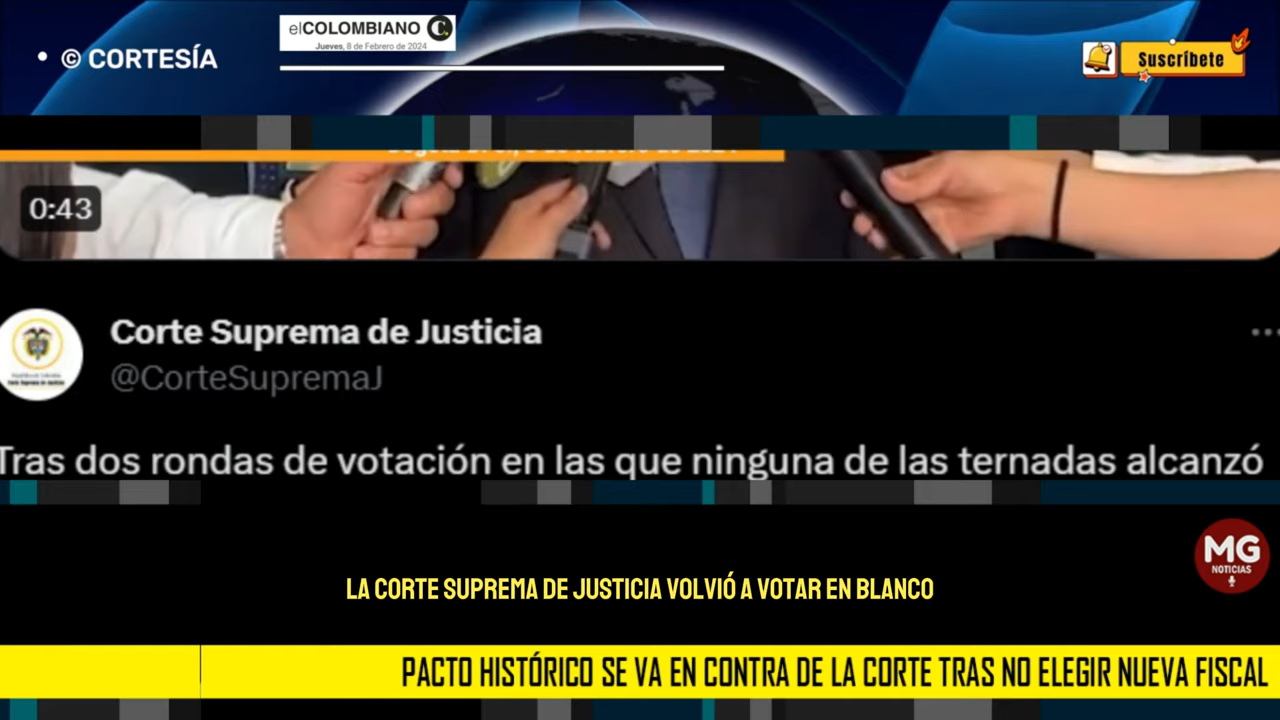 elCOLOMBIANO C
Jueves, 8 de Febrero de 2024
• © CORTESÍA
Suscríbete
0:43
Corte Suprema de Justicia
@CorteSupremaJ
Tras dos rondas de votación en las que ninguna de las ternadas alcanzó
MG
NOTICIAS
LA CORTE SUPREMA DE JUSTICIA VOLVIÓ A VOTAR EN BLANCO
PACTO HISTÓRICO SE VA EN CONTRA DE LA CORTE TRAS NO ELEGIR NUEVA FISCAL